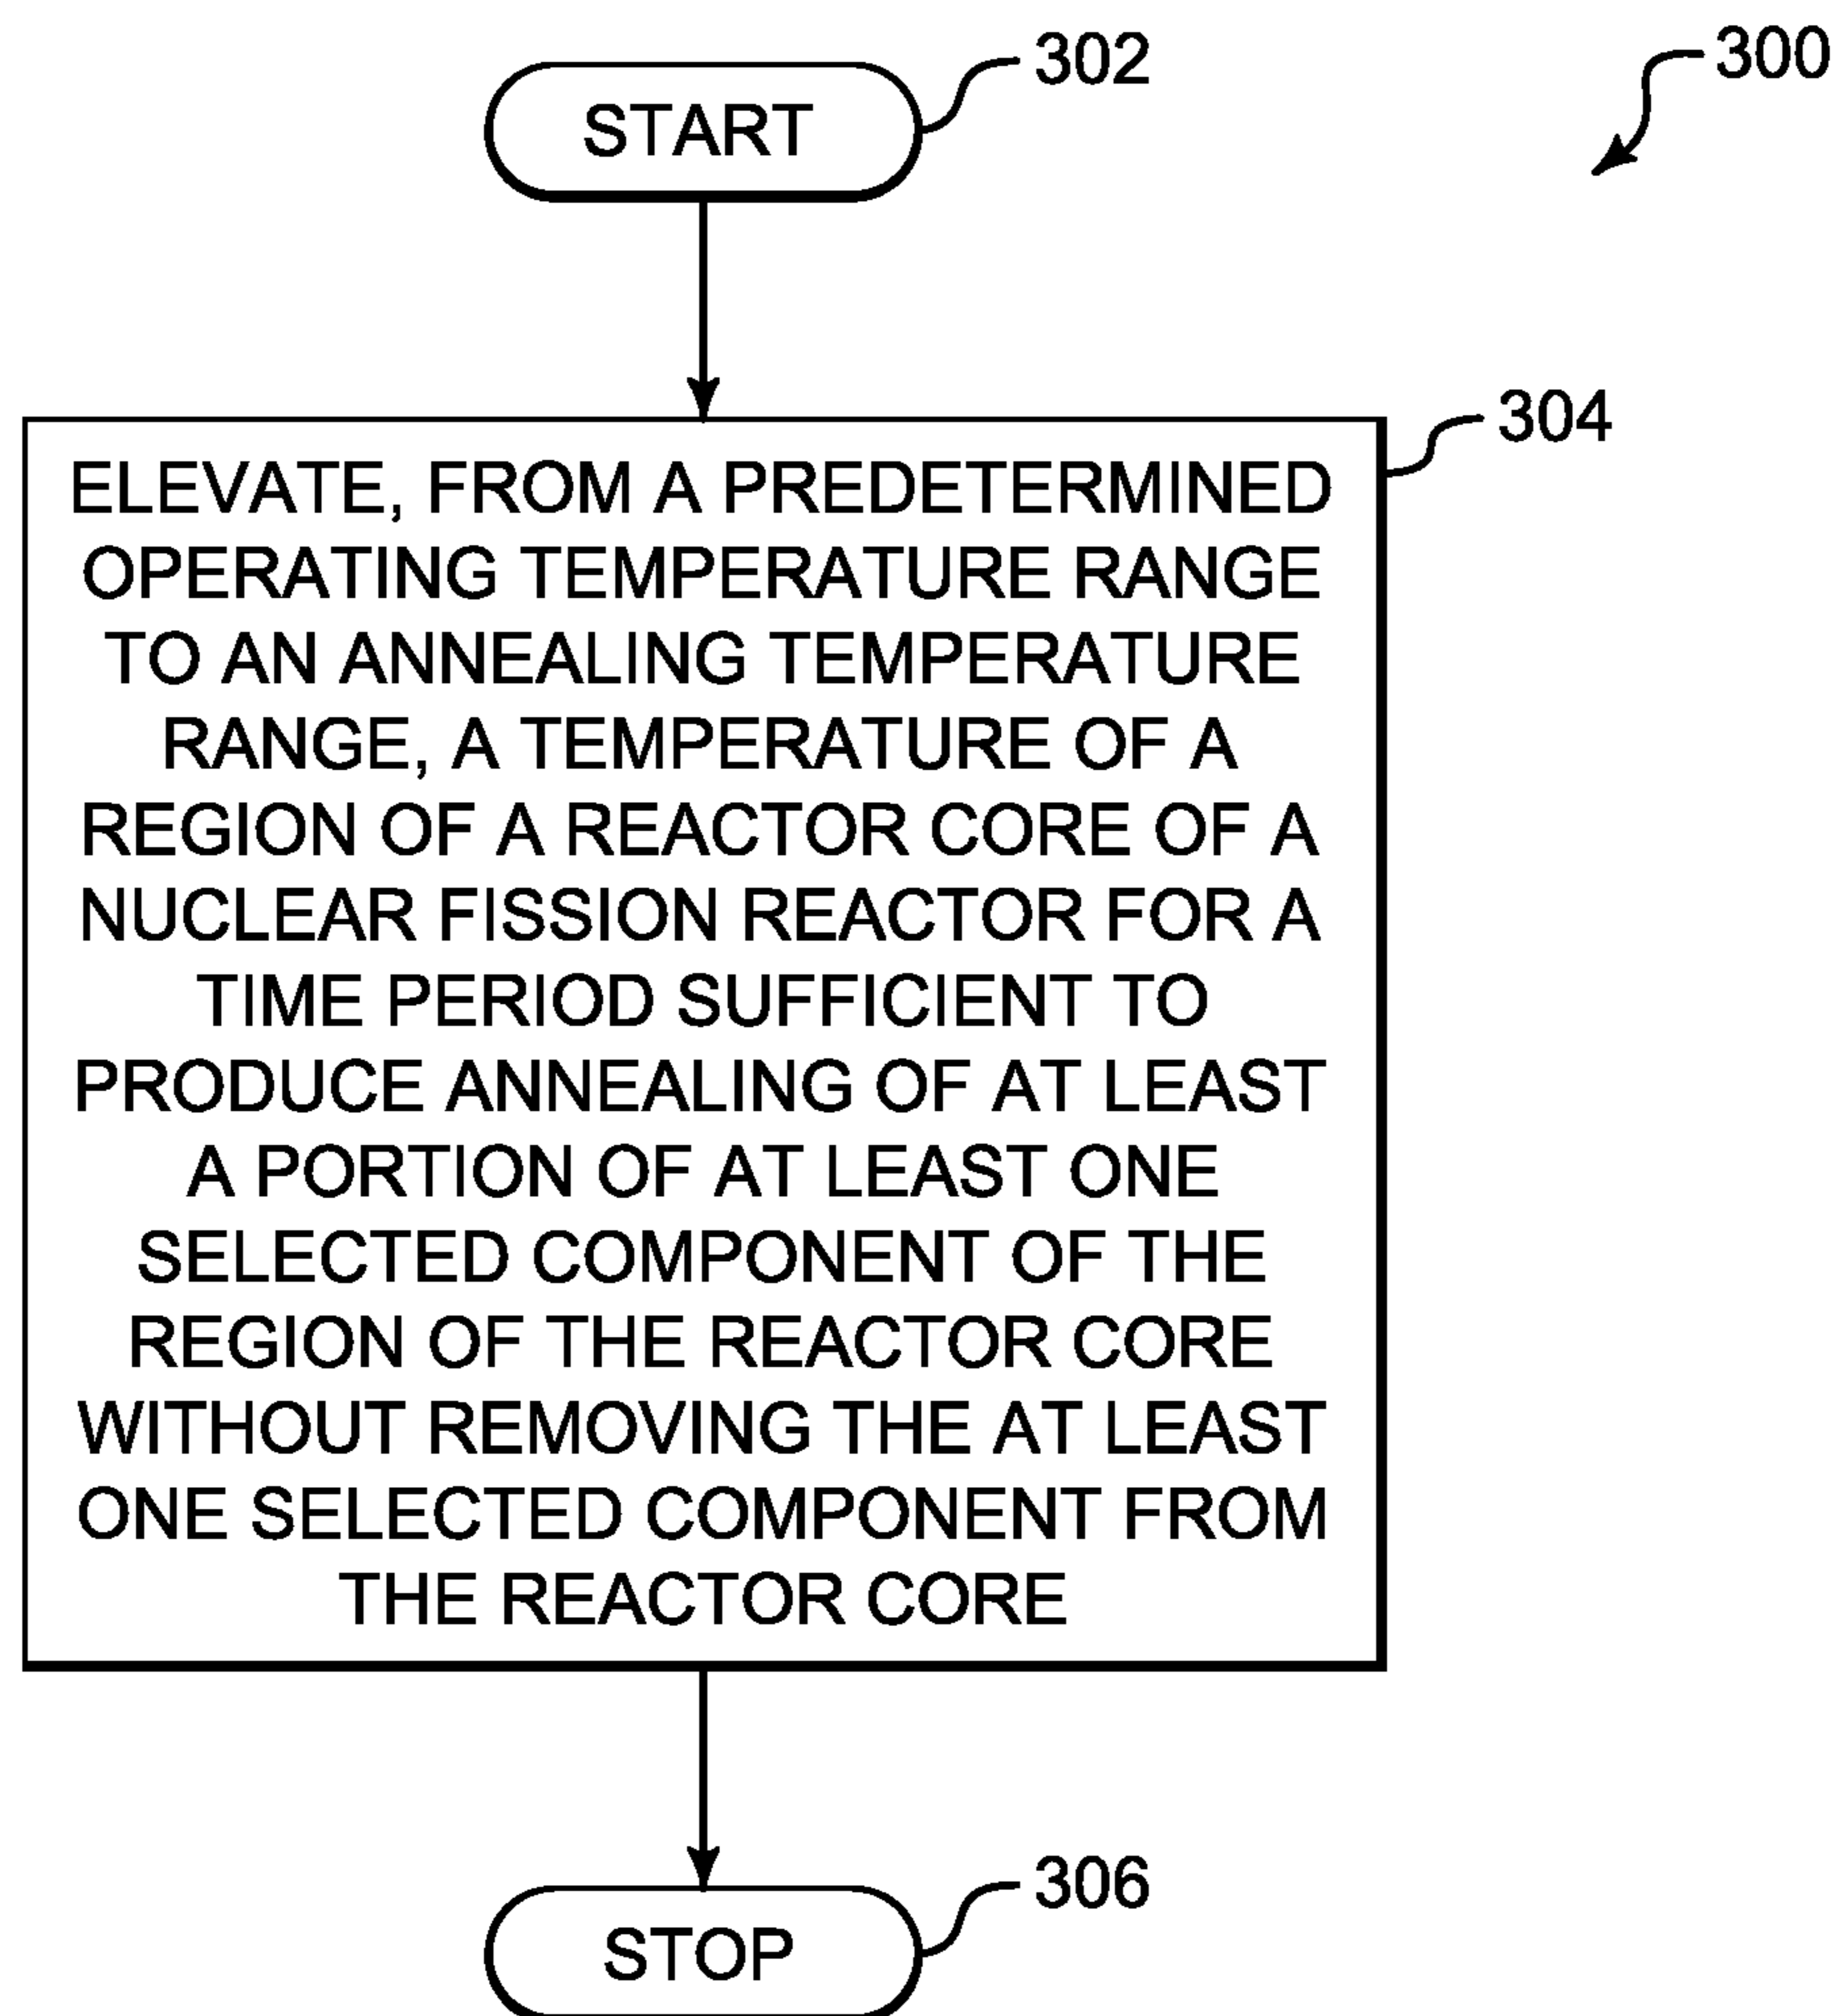 302
300
START
304
ELEVATE, FROM A PREDETERMINED
OPERATING TEMPERATURE RANGE
TO AN ANNEALING TEMPERATURE
RANGE, A TEMPERATURE OF A
REGION OF A REACTOR CORE OF A
NUCLEAR FISSION REACTOR FOR A
TIME PERIOD SUFFICIENT TO
PRODUCE ANNEALING OF AT LEAST
A PORTION OF AT LEAST ONE
SELECTED COMPONENT OF THE
REGION OF THE REACTOR CORE
WITHOUT REMOVING THE AT LEAST
ONE SELECTED COMPONENT FROM
THE REACTOR CORE
306
STOP